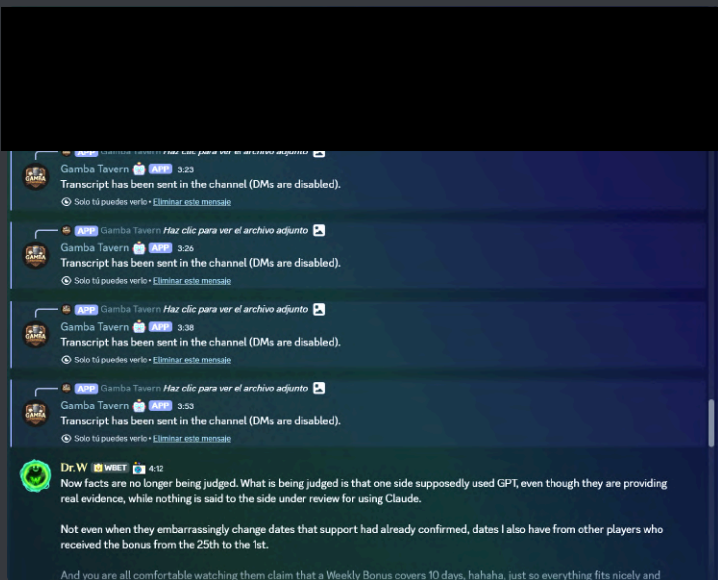 APP Gamba Tavern Haz clic para ver el archivo adjunto
GAMBA
Gamba Tavern APP 3:23
Transcript has been sent in the channel (DMs are disabled).
Solo tú puedes verlo • Eliminar este mensaje
APP Gamba Tavern Haz clic para ver el archivo adjunto
GAMBA
Gamba Tavern APP 3:26
Transcript has been sent in the channel (DMs are disabled).
Solo tú puedes verlo • Eliminar este mensaje
APP Gamba Tavern Haz clic para ver el archivo adjunto
GAMBA
Gamba Tavern APP 3:38
Transcript has been sent in the channel (DMs are disabled).
Solo tú puedes verlo • Eliminar este mensaje
APP Gamba Tavern Haz clic para ver el archivo adjunto
GAMBA
Gamba Tavern APP 3:53
Transcript has been sent in the channel (DMs are disabled).
Solo tú puedes verlo • Eliminar este mensaje
Dr.W WBET 4:12
Now facts are no longer being judged. What is being judged is that one side supposedly used GPT, even though they are providing
real evidence, while nothing is said to the side under review for using Claude.
Not even when they embarrassingly change dates that support had already confirmed, dates I also have from other players who
received the bonus from the 25th to the 1st.
And you are all comfortable watching them claim that a Weekly Bonus covers 10 days, hahaha, just so everything fits nicely and